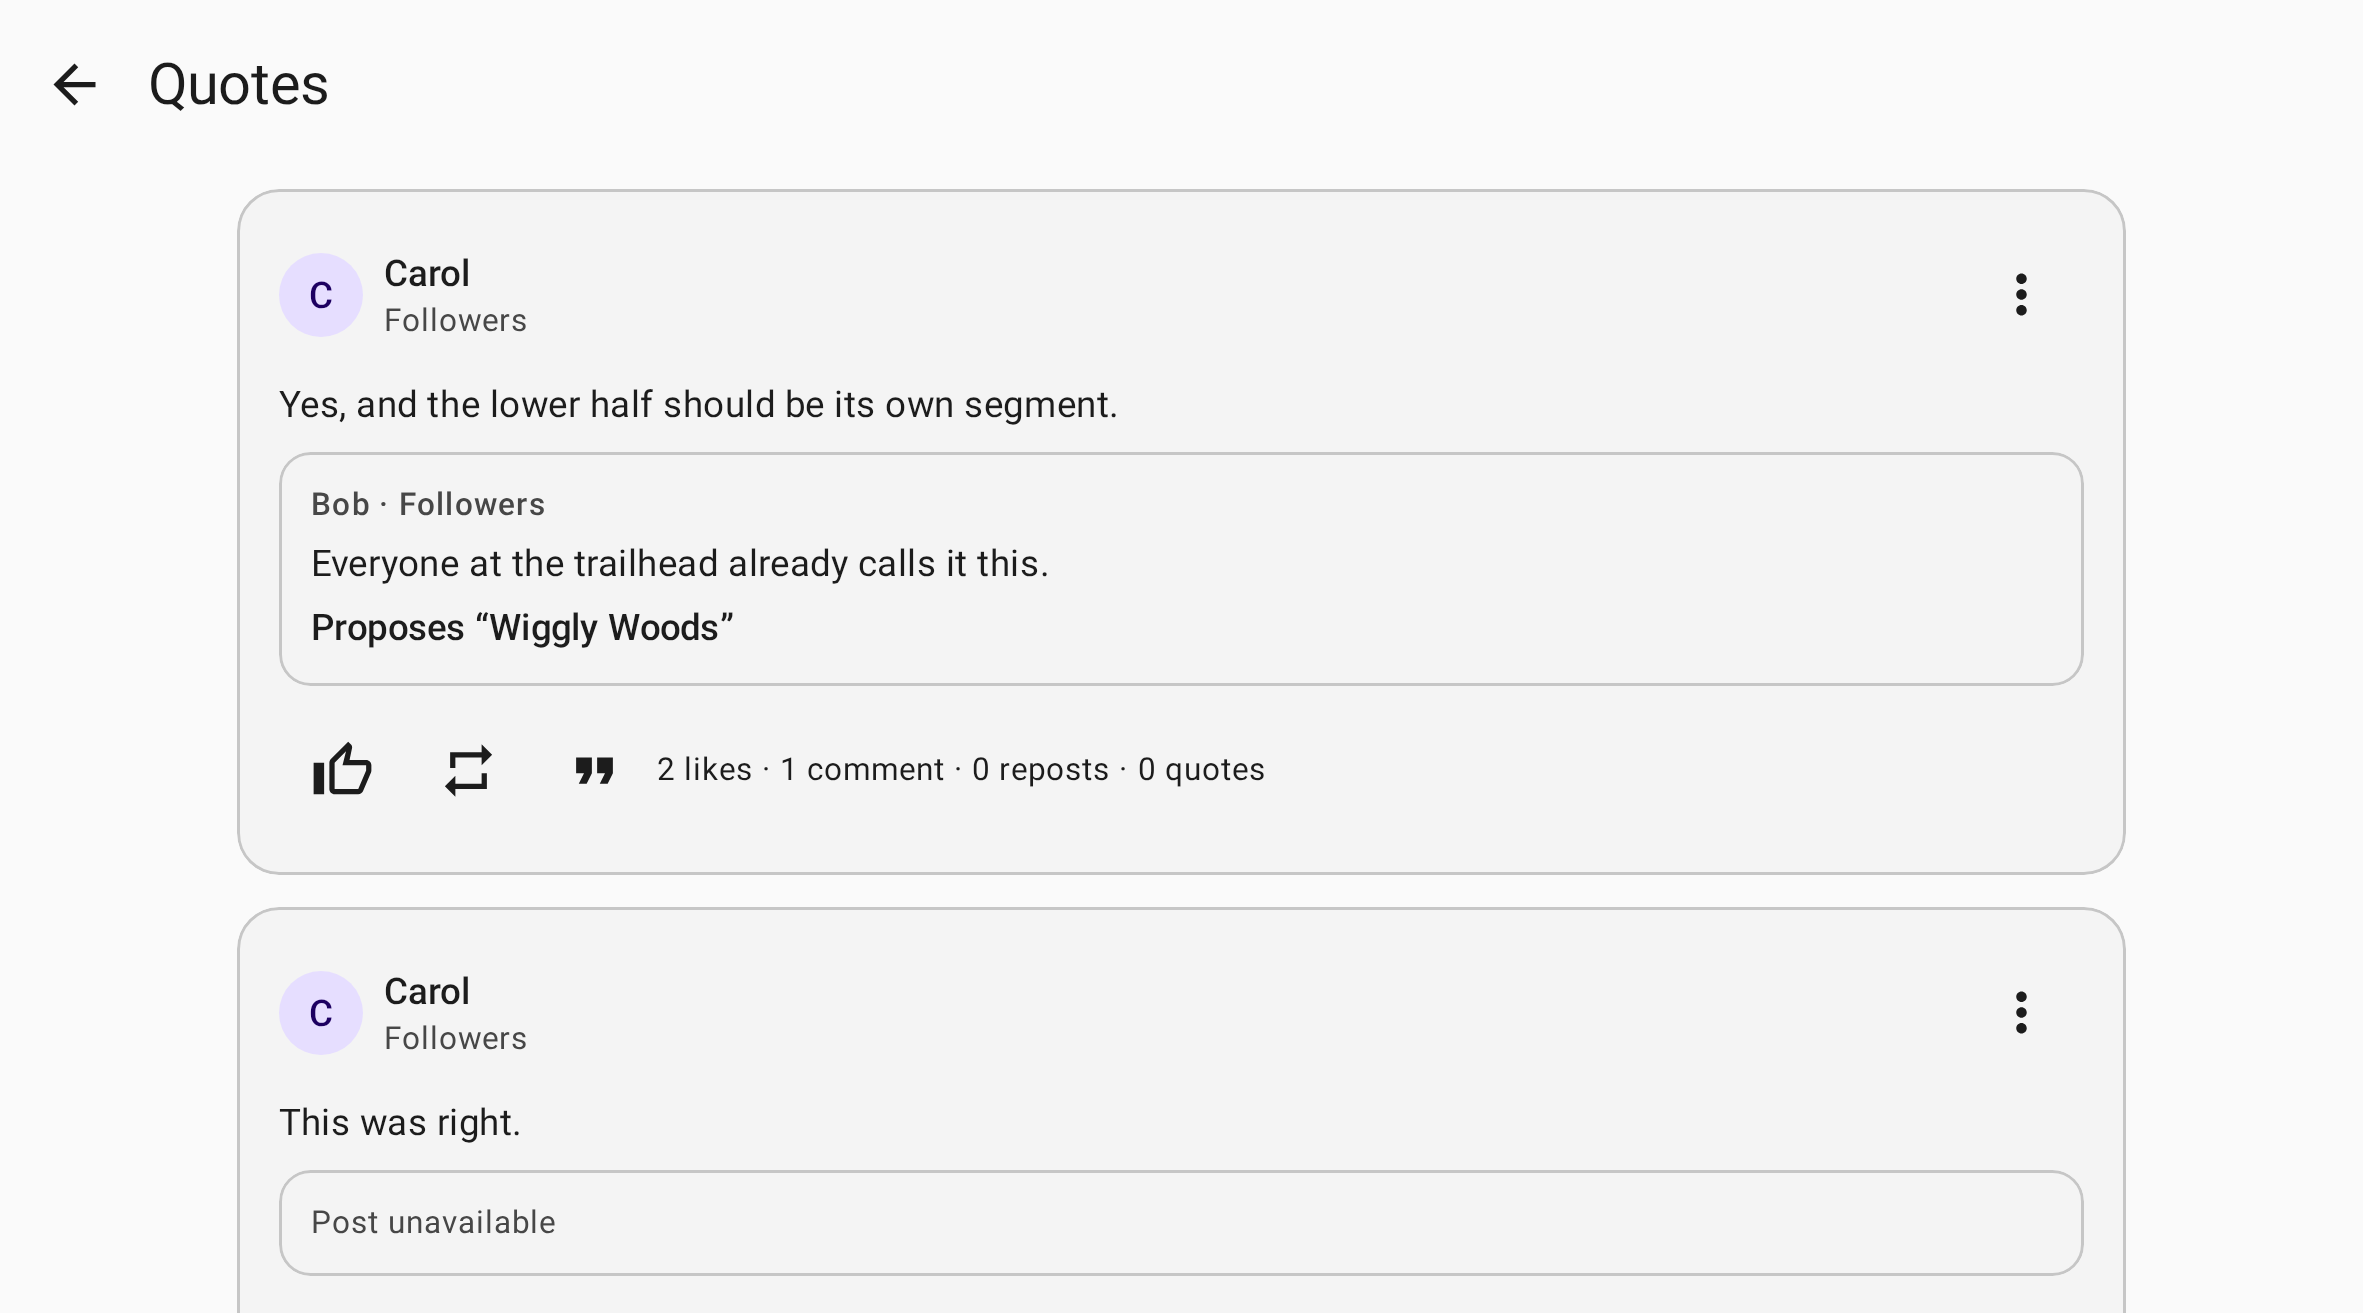 Quotes
C
Carol
Followers
Yes, and the lower half should be its own segment.
Bob · Followers
Everyone at the trailhead already calls it this.
Proposes “Wiggly Woods”
2 likes · 1 comment · 0 reposts · 0 quotes
C
Carol
Followers
This was right.
Post unavailable